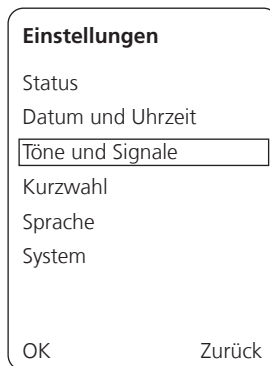 Einstellungen
Status
Datum und Uhrzeit
Töne und Signale
Kurzwahl
Sprache
System
OK Zurück